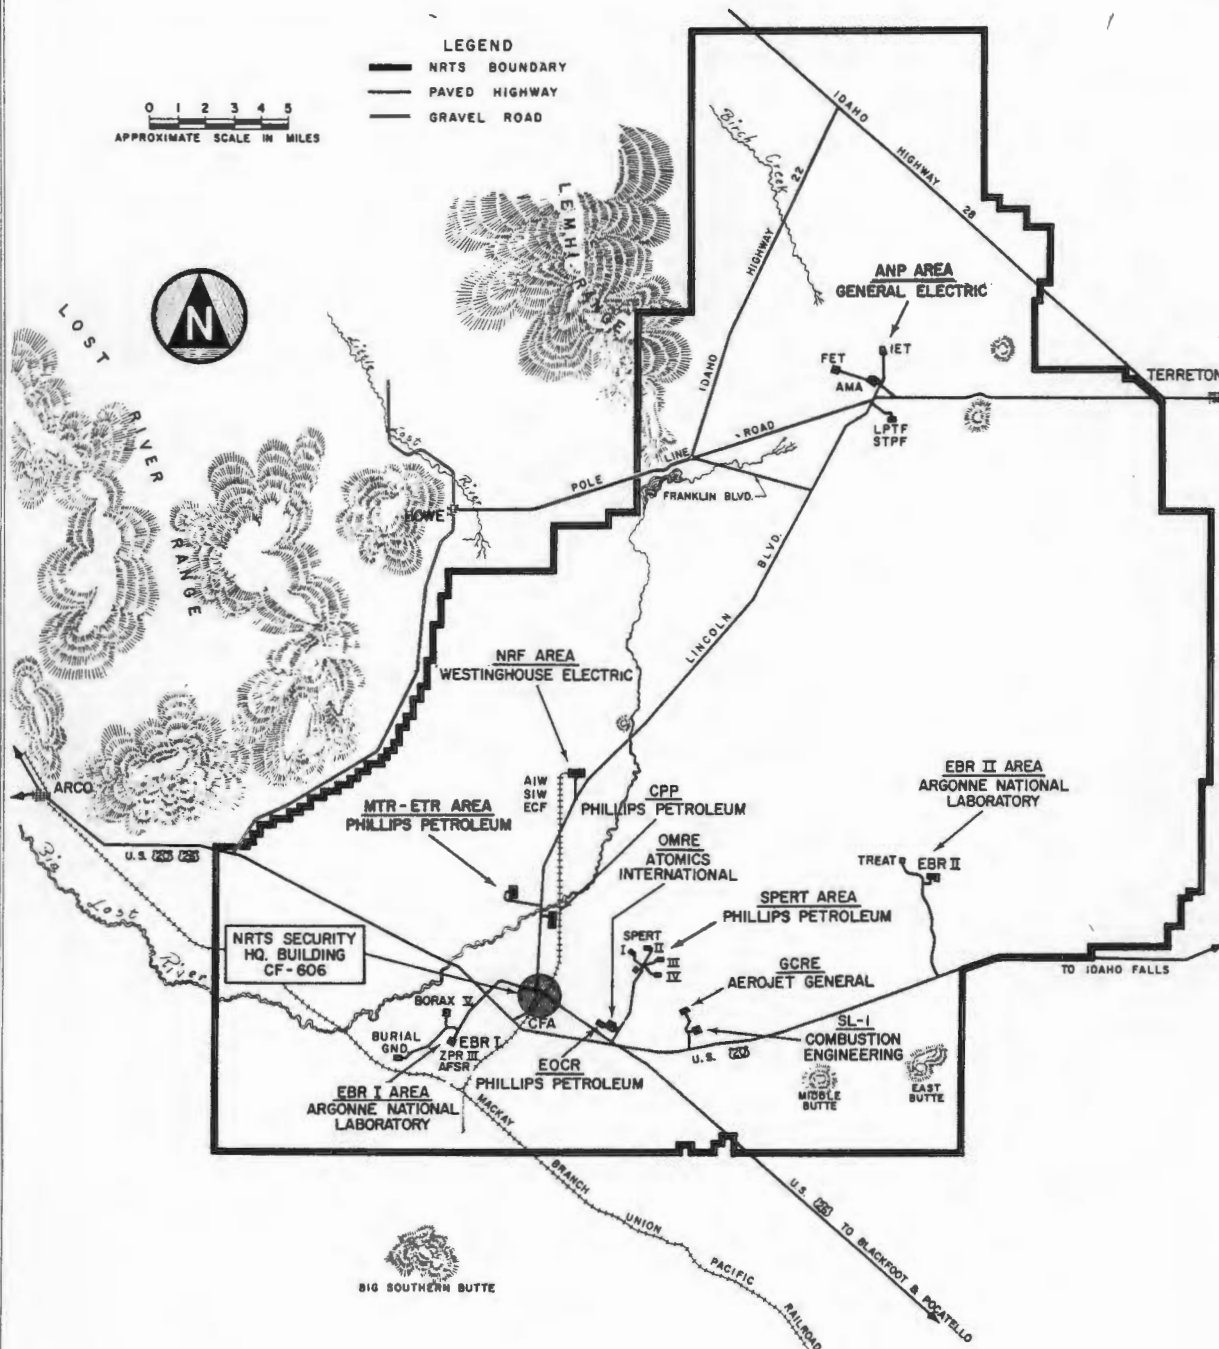 LEGEND
NRTS BOUNDARY
PAVED HIGHWAY
GRAVEL ROAD
0 1 2 3 4 5
APPROXIMATE SCALE IN MILES
N
LOST RIVER RANGE
LEMHI RANGE
Birch Creek
IDAHO HIGHWAY 28
IDAHO HIGHWAY 22
ANP AREA
GENERAL ELECTRIC
FET
IET
AMA
LPTF
STPF
TERRETON
Little Lost River
HOWE
POLE LINE ROAD
FRANKLIN BLVD.
LINCOLN BLVD.
NRF AREA
WESTINGHOUSE ELECTRIC
A1W
S1W
ECF
CPP
PHILLIPS PETROLEUM
MTR-ETR AREA
PHILLIPS PETROLEUM
OMRE
ATOMICS
INTERNATIONAL
EBR II AREA
ARGONNE NATIONAL
LABORATORY
TREAT
EBR II
ARCO
U.S. 20 26
Big Lost River
SPERT AREA
PHILLIPS PETROLEUM
SPERT
I
II
III
IV
NRTS SECURITY
HQ. BUILDING
CF-606
GCRE
AEROJET GENERAL
TO IDAHO FALLS
BORAX V
CFA
BURIAL
GND
EBR I
ZPR III
AFSR
SL-1
COMBUSTION
ENGINEERING
U.S. 20
EOCR
PHILLIPS PETROLEUM
EBR I AREA
ARGONNE NATIONAL
LABORATORY
MIDDLE
BUTTE
EAST
BUTTE
MACKAY BRANCH UNION PACIFIC RAILROAD
U.S. 26 TO BLACKFOOT & POCATELLO
BIG SOUTHERN BUTTE